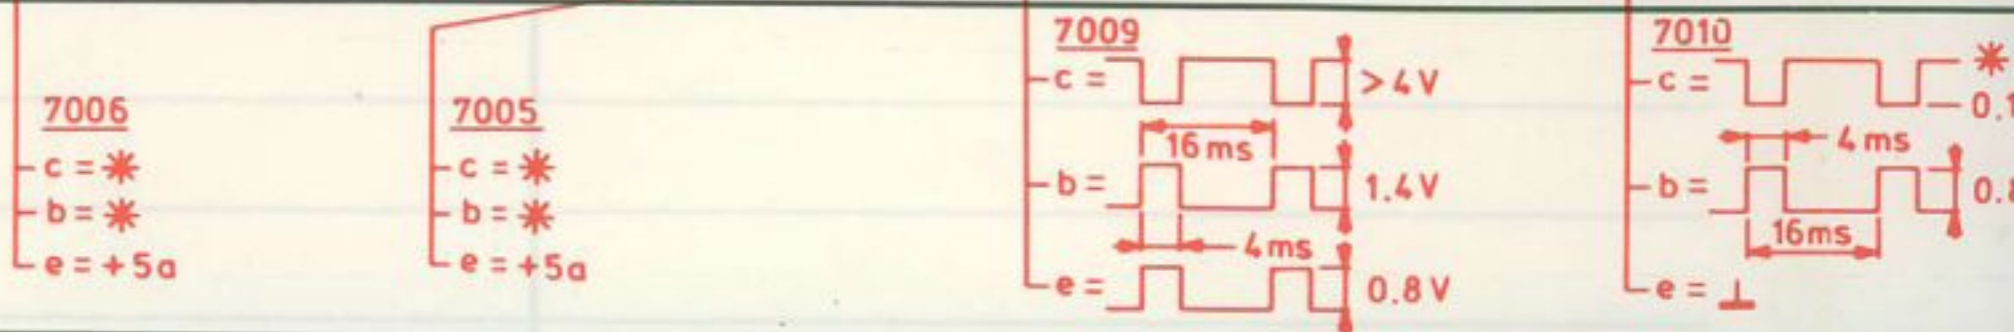 7006
c = *
b = *
e = +5a
7005
c = *
b = *
e = +5a
7009
c =
>4V
16ms
b =
1.4V
4ms
e =
0.8V
7010
c =
*
4ms
b =
16ms
e = ⊥